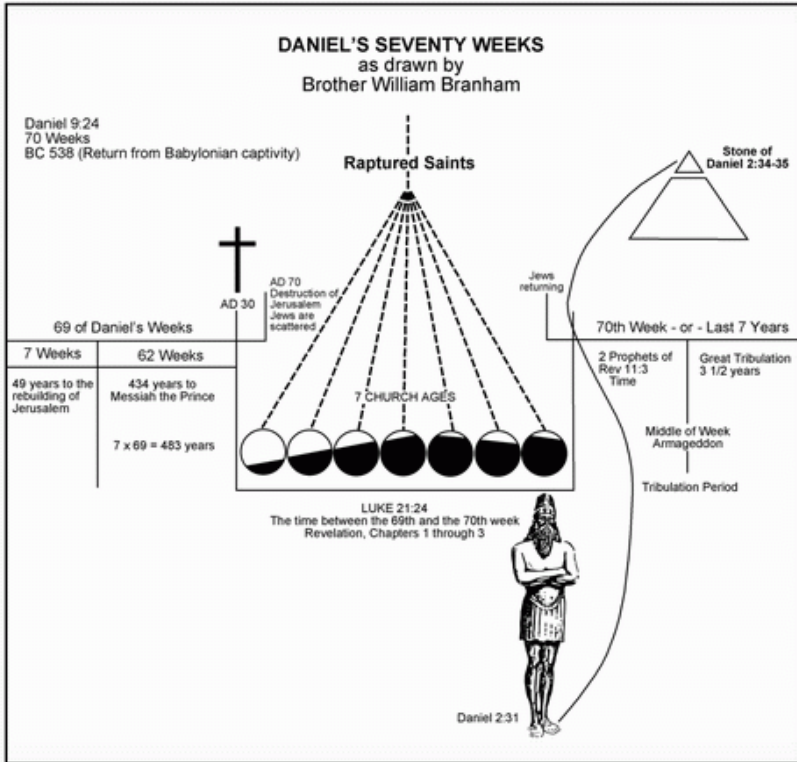 DANIEL'S SEVENTY WEEKS
as drawn by
Brother William Branham
Daniel 9:24
70 Weeks
BC 538 (Return from Babylonian captivity)
Raptured Saints
Stone of
Daniel 2:34-35
AD 30
AD 70
Destruction of
Jerusalem
Jews are
scattered
Jews
returning
69 of Daniel's Weeks
7 Weeks
62 Weeks
49 years to the
rebuilding of
Jerusalem
434 years to
Messiah the Prince
7 x 69 = 483 years
7 CHURCH AGES
70th Week - or - Last 7 Years
2 Prophets of
Rev 11:3
Time
Great Tribulation
3 1/2 years
Middle of Week
Armageddon
Tribulation Period
LUKE 21:24
The time between the 69th and the 70th week
Revelation, Chapters 1 through 3
Daniel 2:31